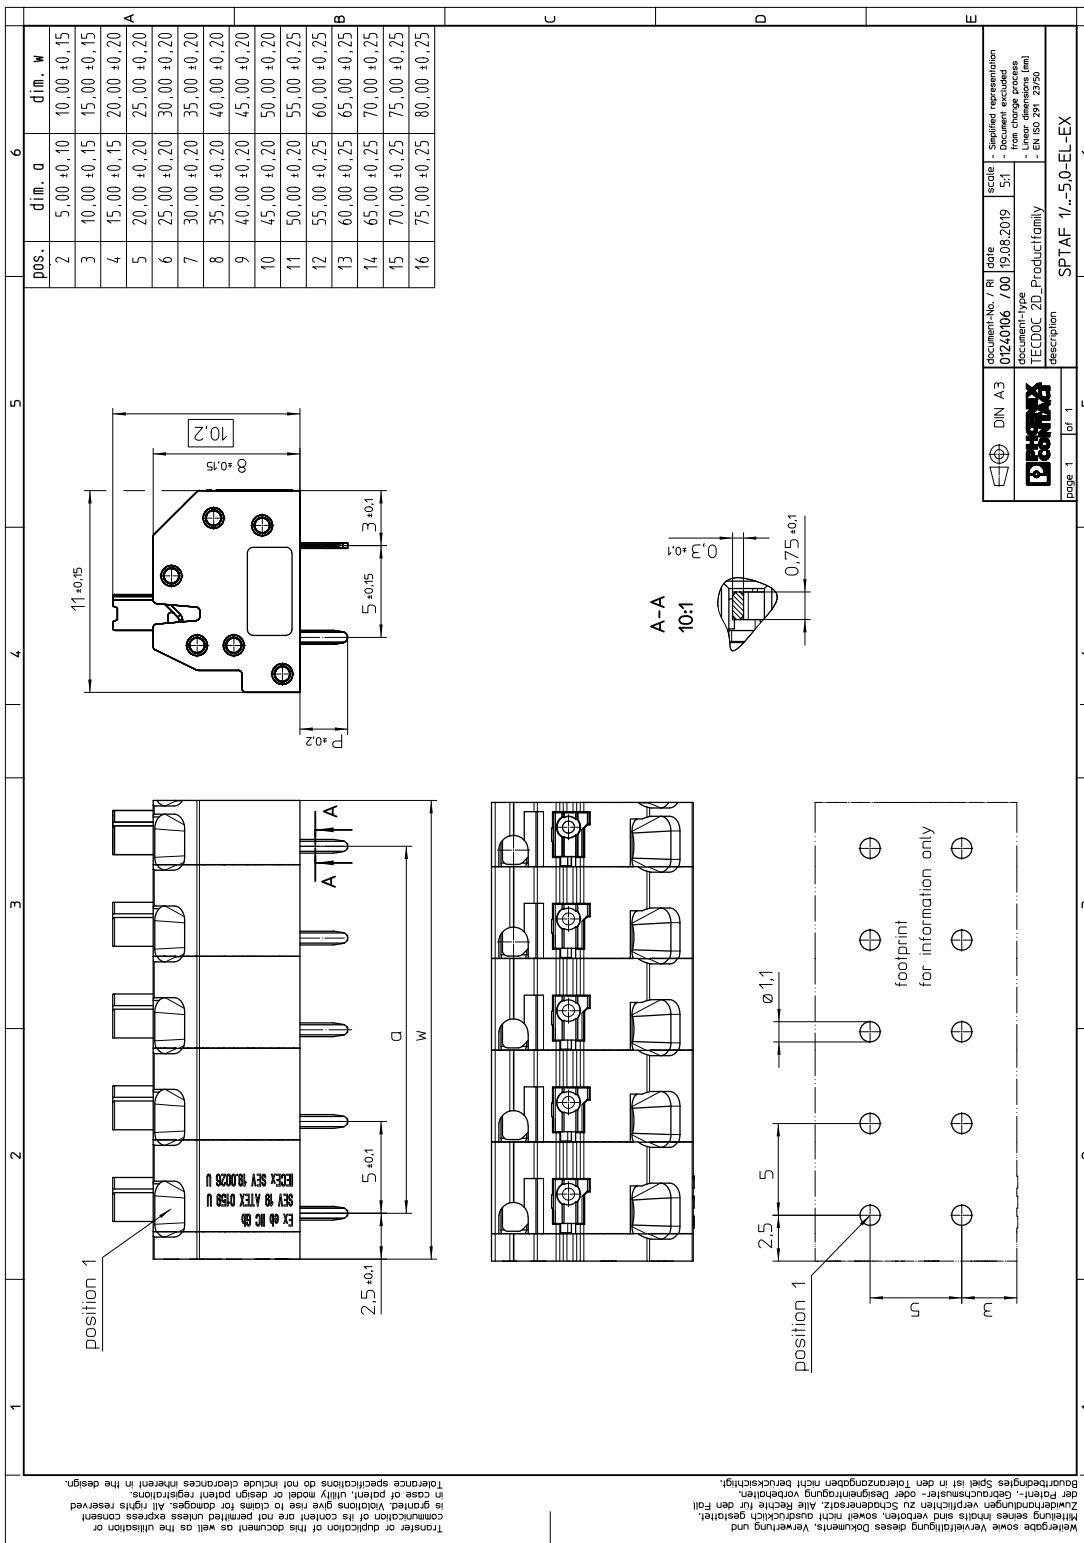 1
2
3
4
5
6
A
B
C
D
E
pos. dim. a dim. w
2 5,00 ±0,10 10,00 ±0,15
3 10,00 ±0,15 15,00 ±0,15
4 15,00 ±0,15 20,00 ±0,20
5 20,00 ±0,20 25,00 ±0,20
6 25,00 ±0,20 30,00 ±0,20
7 30,00 ±0,20 35,00 ±0,20
8 35,00 ±0,20 40,00 ±0,20
9 40,00 ±0,20 45,00 ±0,20
10 45,00 ±0,20 50,00 ±0,20
11 50,00 ±0,20 55,00 ±0,25
12 55,00 ±0,25 60,00 ±0,25
13 60,00 ±0,25 65,00 ±0,25
14 65,00 ±0,25 70,00 ±0,25
15 70,00 ±0,25 75,00 ±0,25
16 75,00 ±0,25 80,00 ±0,25
position 1
Ex eb IIC Gb
SEV 18 ATEX 0159 U
IECEx SEV 18.0026 U
2,5 ±0,1
5 ±0,1
a
w
A
A
11 ±0,15
8 ±0,15
10,2
5 ±0,15
3 ±0,1
P ±0,2
A-A
10:1
0,3 ±0,1
0,75 ±0,1
position 1
2,5
5
ø1,1
5
3
footprint
for information only
DIN A3
PHOENIX
CONTACT
page 1 of 1
document-No. / RI
01240106 /00
date
19.08.2019
scale
5:1
- Simplified representation
- Document excluded
from change process
- Linear dimensions [mm]
- EN ISO 291 23/50
document-type
TECDOC 2D_Productfamily
description
SPTAF 1/..-5,0-EL-EX
Weitergabe sowie Vervielfältigung dieses Dokuments, Verwertung und
Mitteilung seines Inhalts sind verboten, soweit nicht ausdrücklich gestattet.
Zuwiderhandlungen verpflichten zu Schadenersatz. Alle Rechte für den Fall
der Patent-, Gebrauchsmuster- oder Designeintragung vorbehalten.
Bauartbedingtes Spiel ist in den Toleranzangaben nicht berücksichtigt.
Transfer or duplication of this document as well as the utilisation or
communication of its content are not permitted unless express consent
is granted. Violations give rise to claims for damages. All rights reserved
in case of patent, utility model or design patent registrations.
Tolerance specifications do not include clearances inherent in the design.